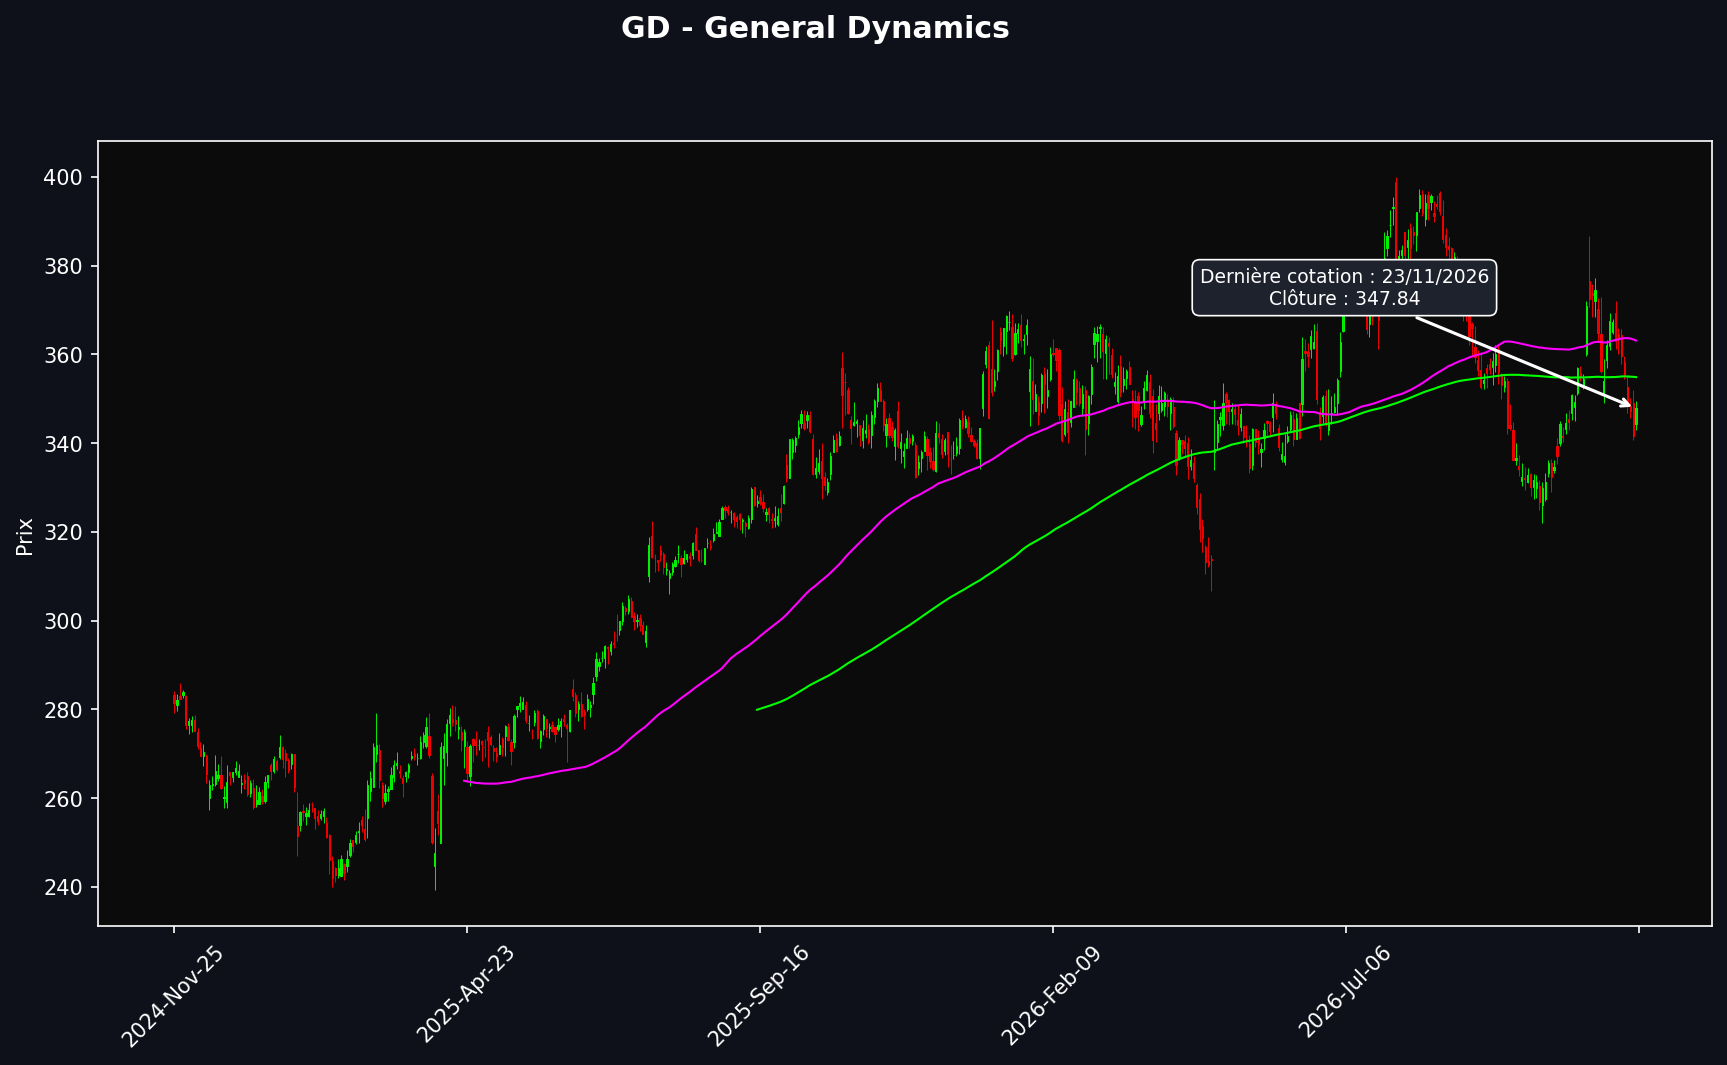 GD - General Dynamics
Prix
400
380
360
340
320
300
280
260
240
Dernière cotation : 23/11/2026
Clôture : 347.84
2024-Nov-25
2025-Apr-23
2025-Sep-16
2026-Feb-09
2026-Jul-06